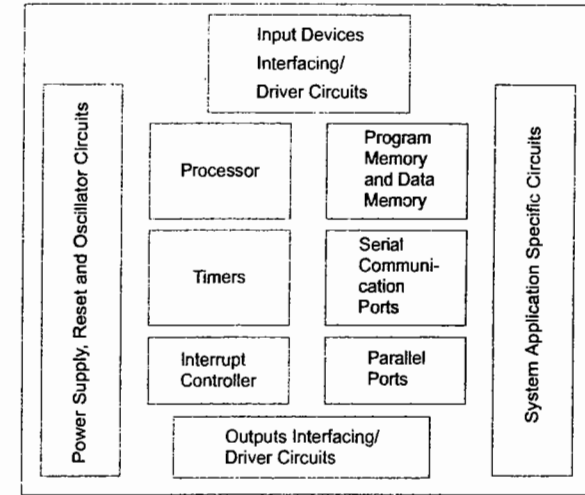 Input Devices
Interfacing/
Driver Circuits
Power Supply, Reset and Oscillator Circuits
Processor
Program
Memory
and Data
Memory
Timers
Serial
Communi-
cation
Ports
Interrupt
Controller
Parallel
Ports
Outputs Interfacing/
Driver Circuits
System Application Specific Circuits